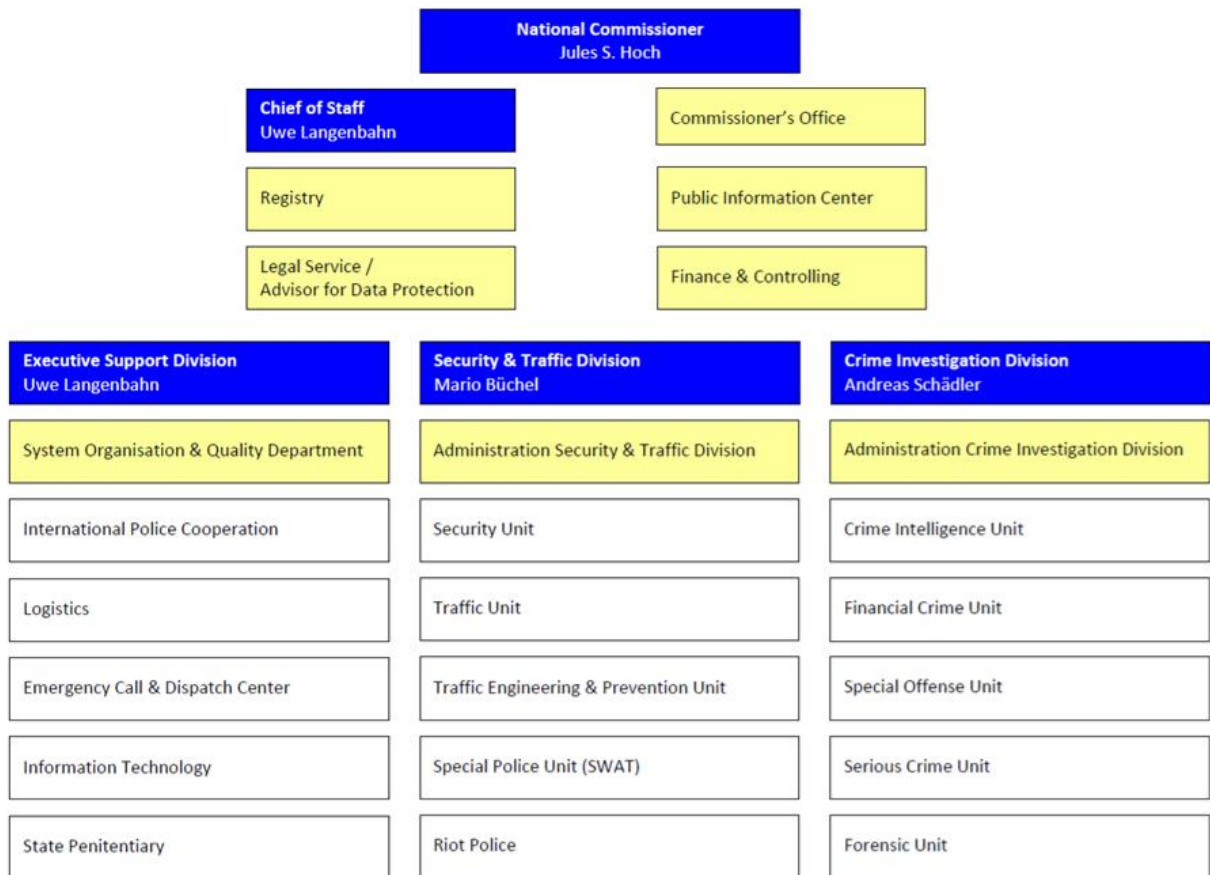 National Commissioner
Jules S. Hoch
Chief of Staff
Uwe Langenbahn
Commissioner's Office
Registry
Public Information Center
Legal Service /
Advisor for Data Protection
Finance & Controlling
Executive Support Division
Uwe Langenbahn
Security & Traffic Division
Mario Büchel
Crime Investigation Division
Andreas Schädler
System Organisation & Quality Department
Administration Security & Traffic Division
Administration Crime Investigation Division
International Police Cooperation
Security Unit
Crime Intelligence Unit
Logistics
Traffic Unit
Financial Crime Unit
Emergency Call & Dispatch Center
Traffic Engineering & Prevention Unit
Special Offense Unit
Information Technology
Special Police Unit (SWAT)
Serious Crime Unit
State Penitentiary
Riot Police
Forensic Unit